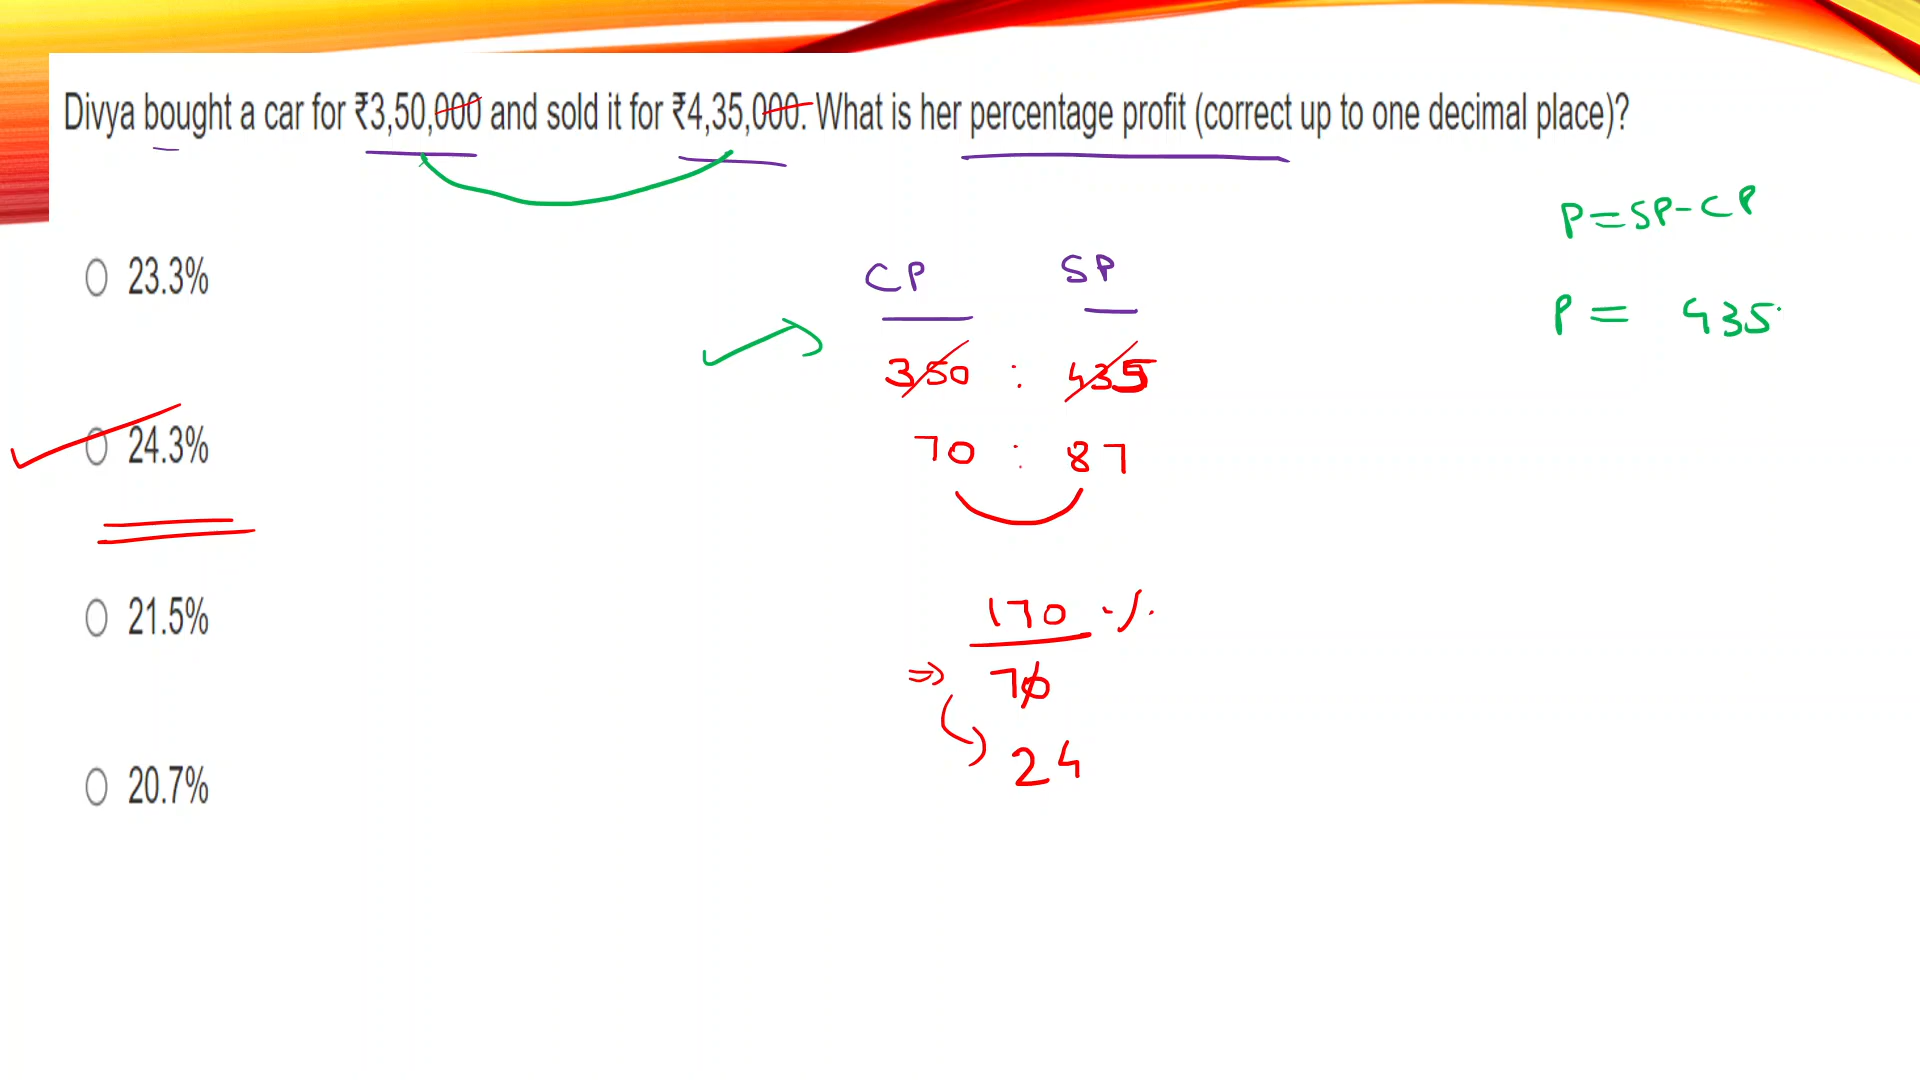 Divya bought a car for ₹3,50,000 and sold it for ₹4,35,000. What is her percentage profit (correct up to one decimal place)?
P=SP-CP
23.3%
CP SP
P = 435
350 : 435
24.3%
70 : 87
21.5%
170 %
⇒ 70
24
20.7%